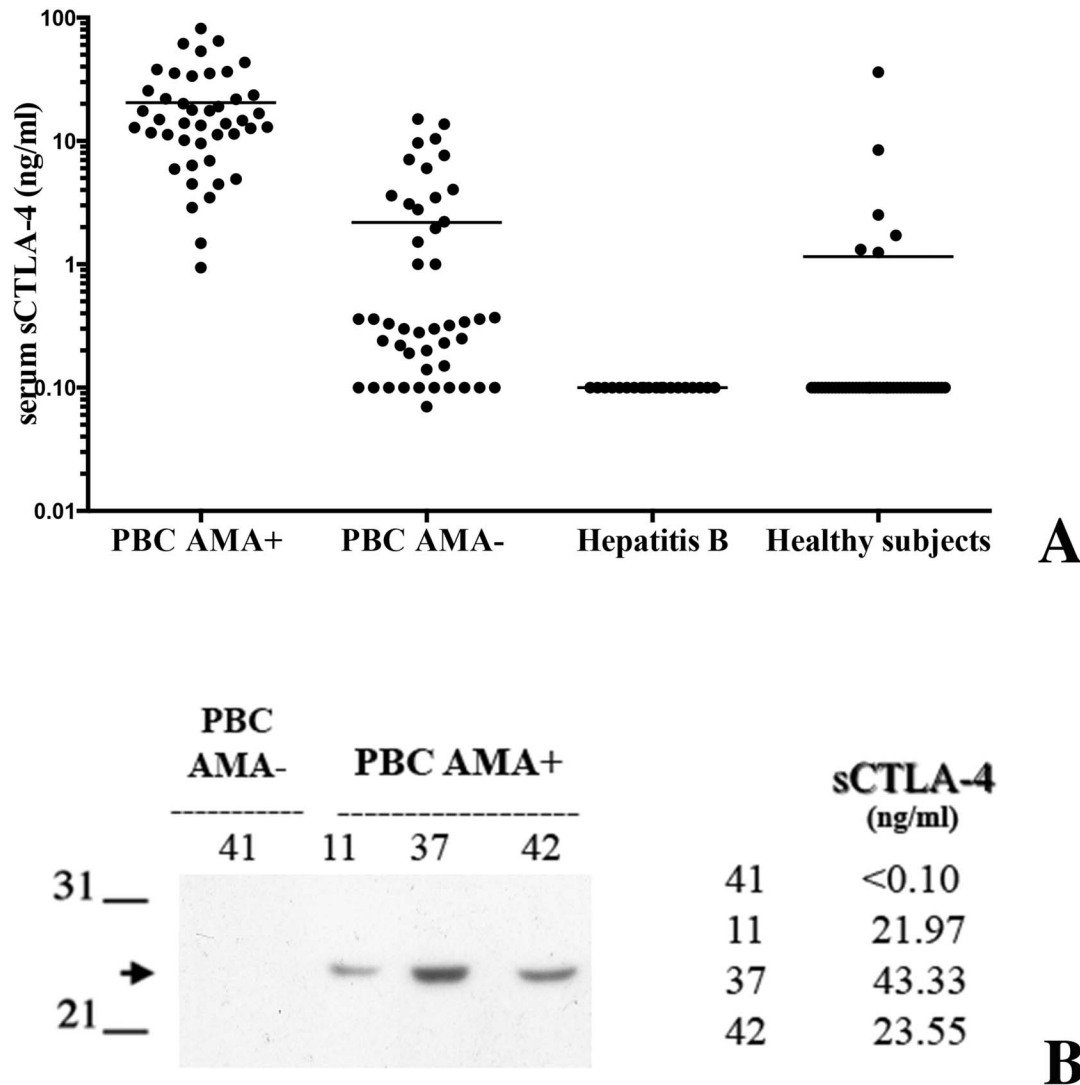 100
10
1
0.10
0.01
serum sCTLA-4 (ng/ml)
PBC AMA+ PBC AMA- Hepatitis B Healthy subjects
A
PBC
AMA-
PBC AMA+
41 11 37 42
31
21
sCTLA-4
(ng/ml)
41 <0.10
11 21.97
37 43.33
42 23.55
B